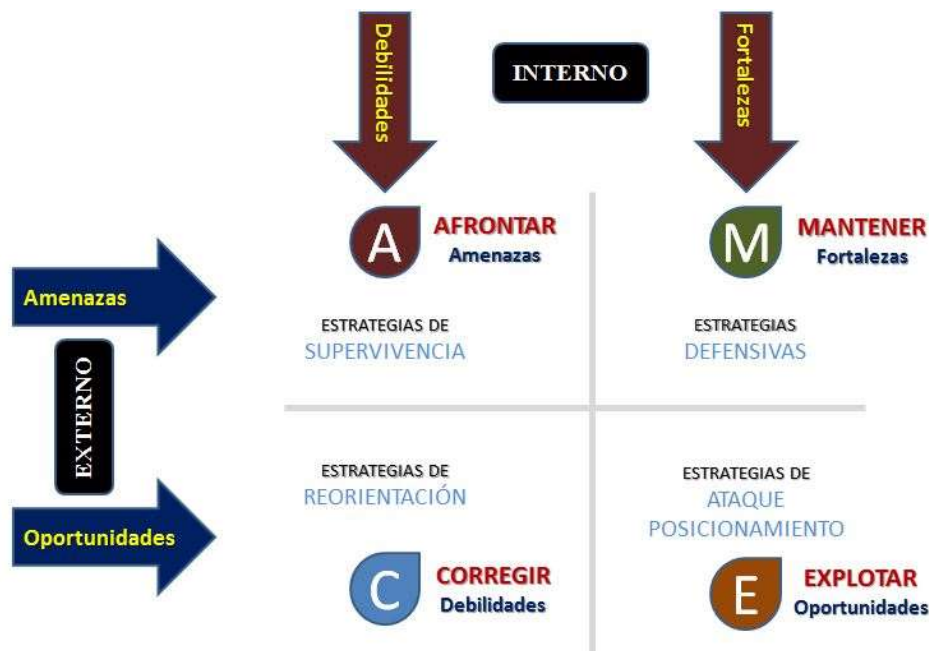 Debilidades
INTERNO
Fortalezas
A
AFRONTAR
Amenazas
M
MANTENER
Fortalezas
Amenazas
ESTRATEGIAS DE
SUPERVIVENCIA
ESTRATEGIAS
DEFENSIVAS
EXTERNO
ESTRATEGIAS DE
REORIENTACIÓN
ESTRATEGIAS DE
ATAQUE
POSICIONAMIENTO
Oportunidades
C
CORREGIR
Debilidades
E
EXPLOTAR
Oportunidades